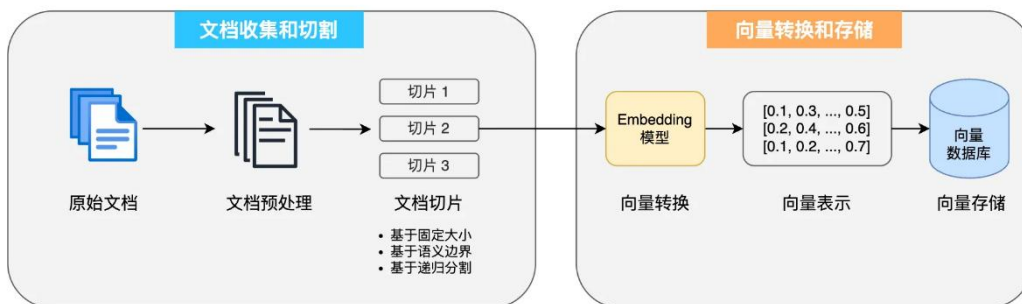 文档收集和切割
切片 1
切片 2
切片 3
原始文档
文档预处理
文档切片
• 基于固定大小
• 基于语义边界
• 基于递归分割
向量转换和存储
Embedding
模型
[0.1, 0.3, ..., 0.5]
[0.2, 0.4, ..., 0.6]
[0.1, 0.2, ..., 0.7]
向量
数据库
向量转换
向量表示
向量存储